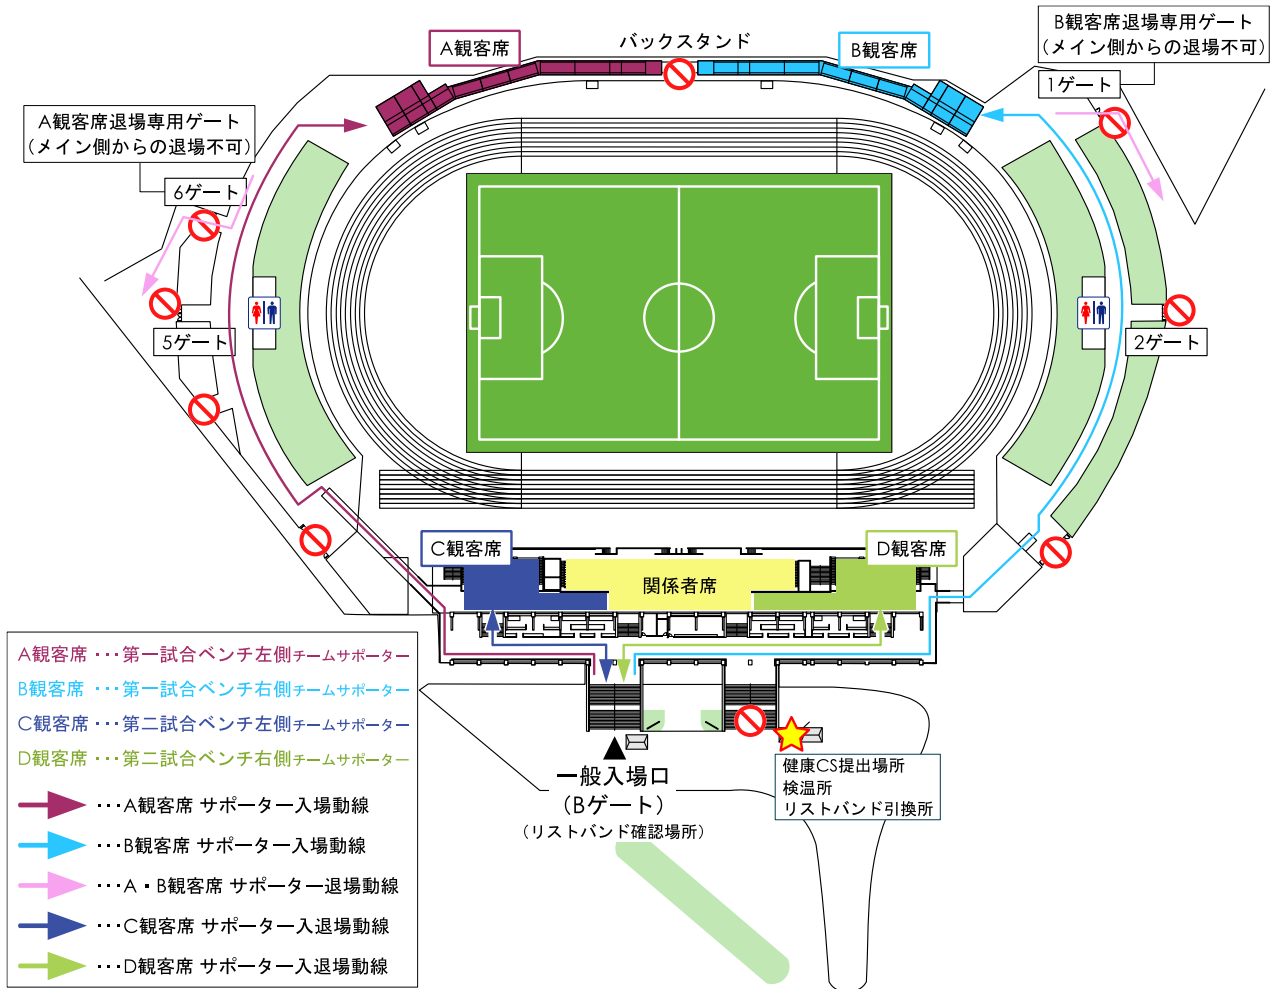 B観客席退場専用ゲート
(メイン側からの退場不可)
A観客席
バックスタンド
B観客席
1ゲート
A観客席退場専用ゲート
(メイン側からの退場不可)
6ゲート
5ゲート
2ゲート
C観客席
D観客席
関係者席
A観客席 ・・・第一試合ベンチ左側チームサポーター
B観客席 ・・・第一試合ベンチ右側チームサポーター
C観客席 ・・・第二試合ベンチ左側チームサポーター
D観客席 ・・・第二試合ベンチ右側チームサポーター
・・・A観客席 サポーター入場動線
・・・B観客席 サポーター入場動線
・・・A・B観客席 サポーター退場動線
・・・C観客席 サポーター入退場動線
・・・D観客席 サポーター入退場動線
一般入場口
(Bゲート)
(リストバンド確認場所)
健康CS提出場所
検温所
リストバンド引換所